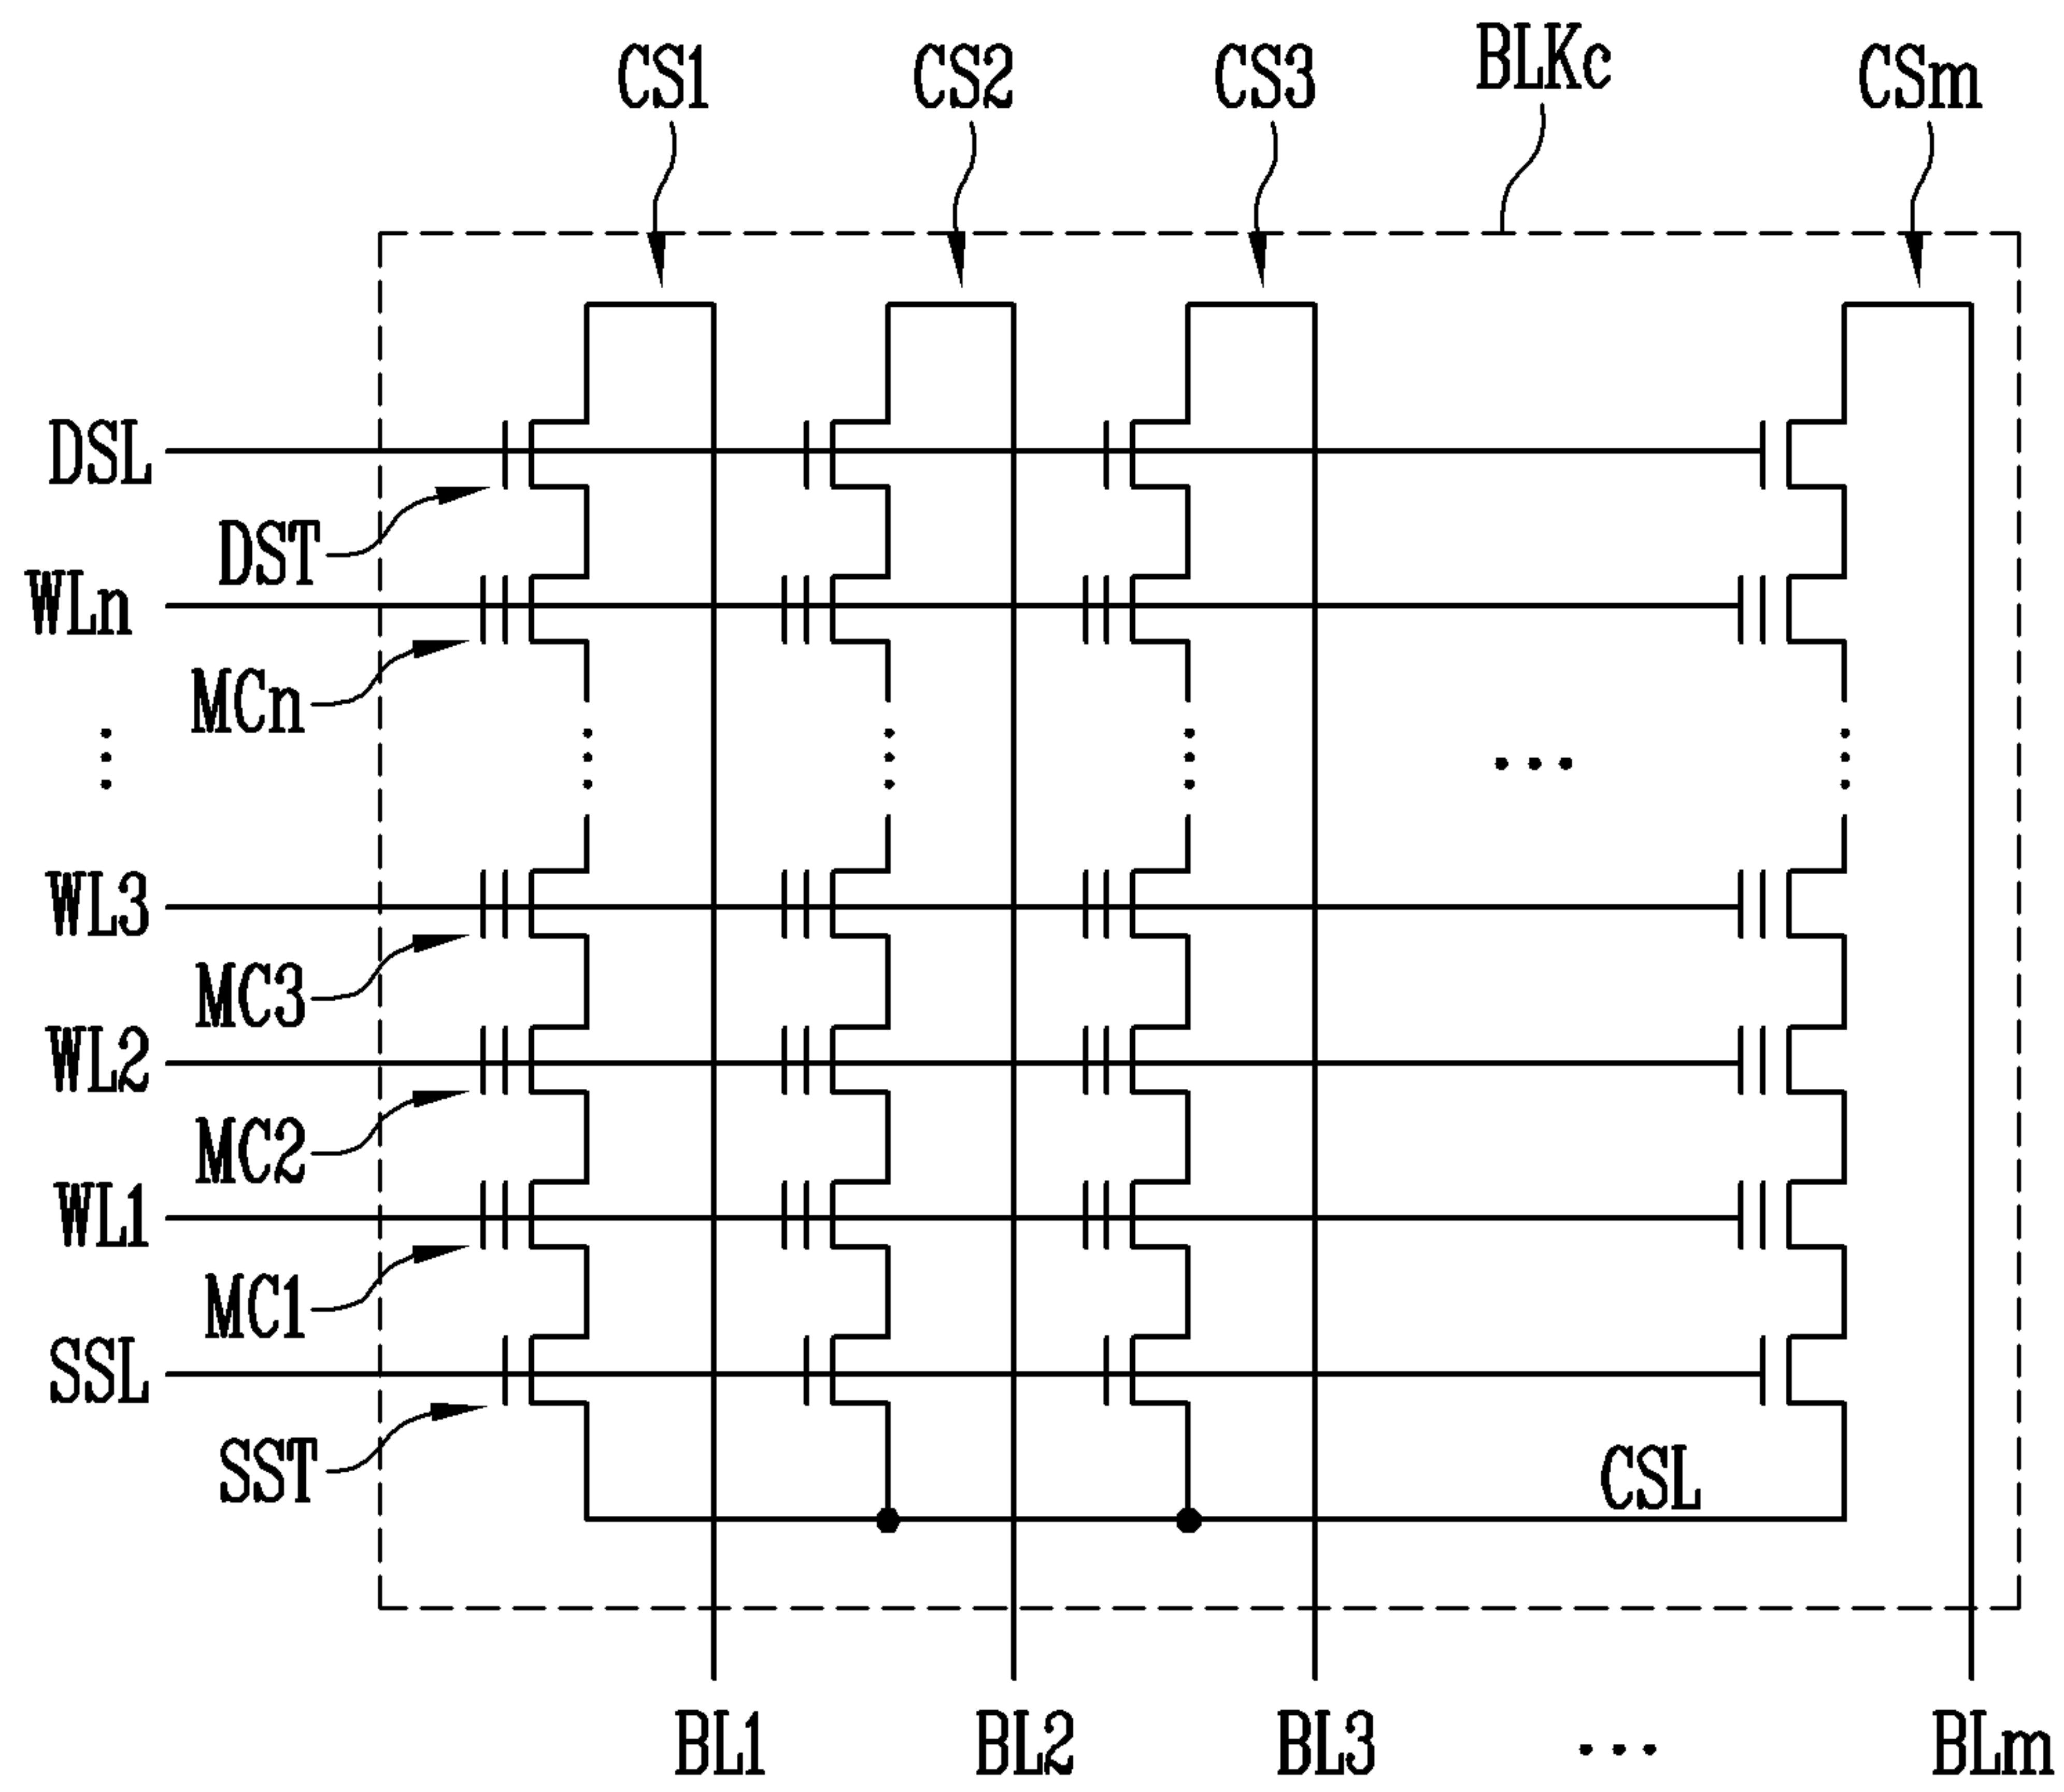 CS1 CS2 CS3 BLKc CSm
DSL
DST
WLn
MCn
⋮ ⋮ ⋮ ⋮ ... ⋮
WL3
MC3
WL2
MC2
WL1
MC1
SSL
SST
CSL
BL1 BL2 BL3 ... BLm